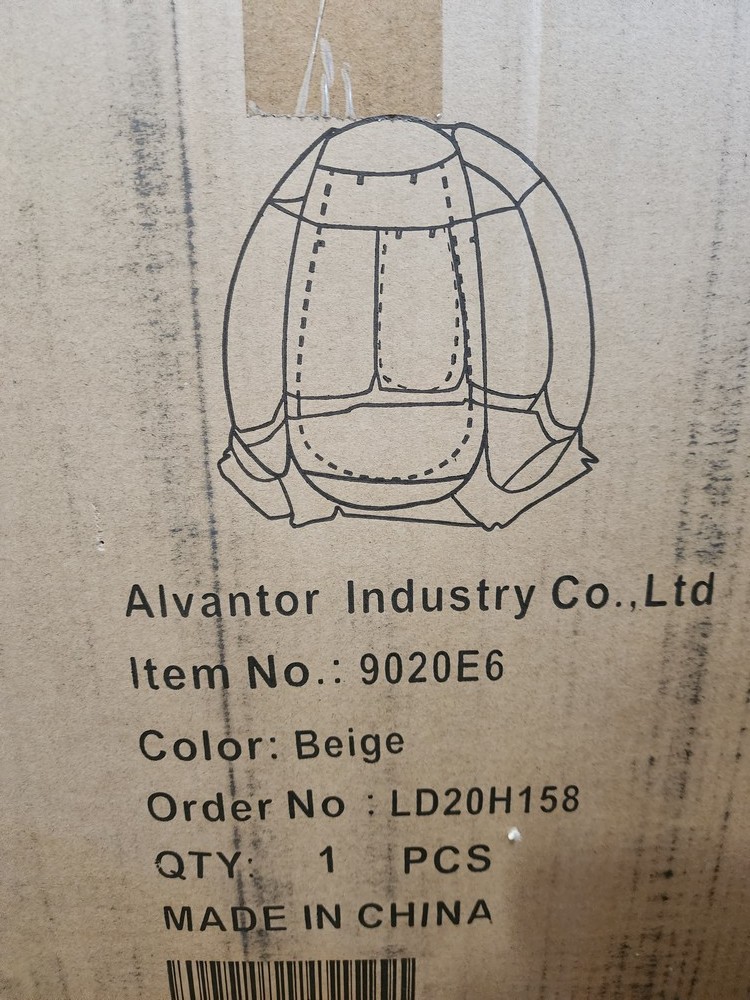 Alvantor Industry Co.,Ltd
Item No.: 9020E6
Color: Beige
Order No : LD20H158
QTY: 1 PCS
MADE IN CHINA